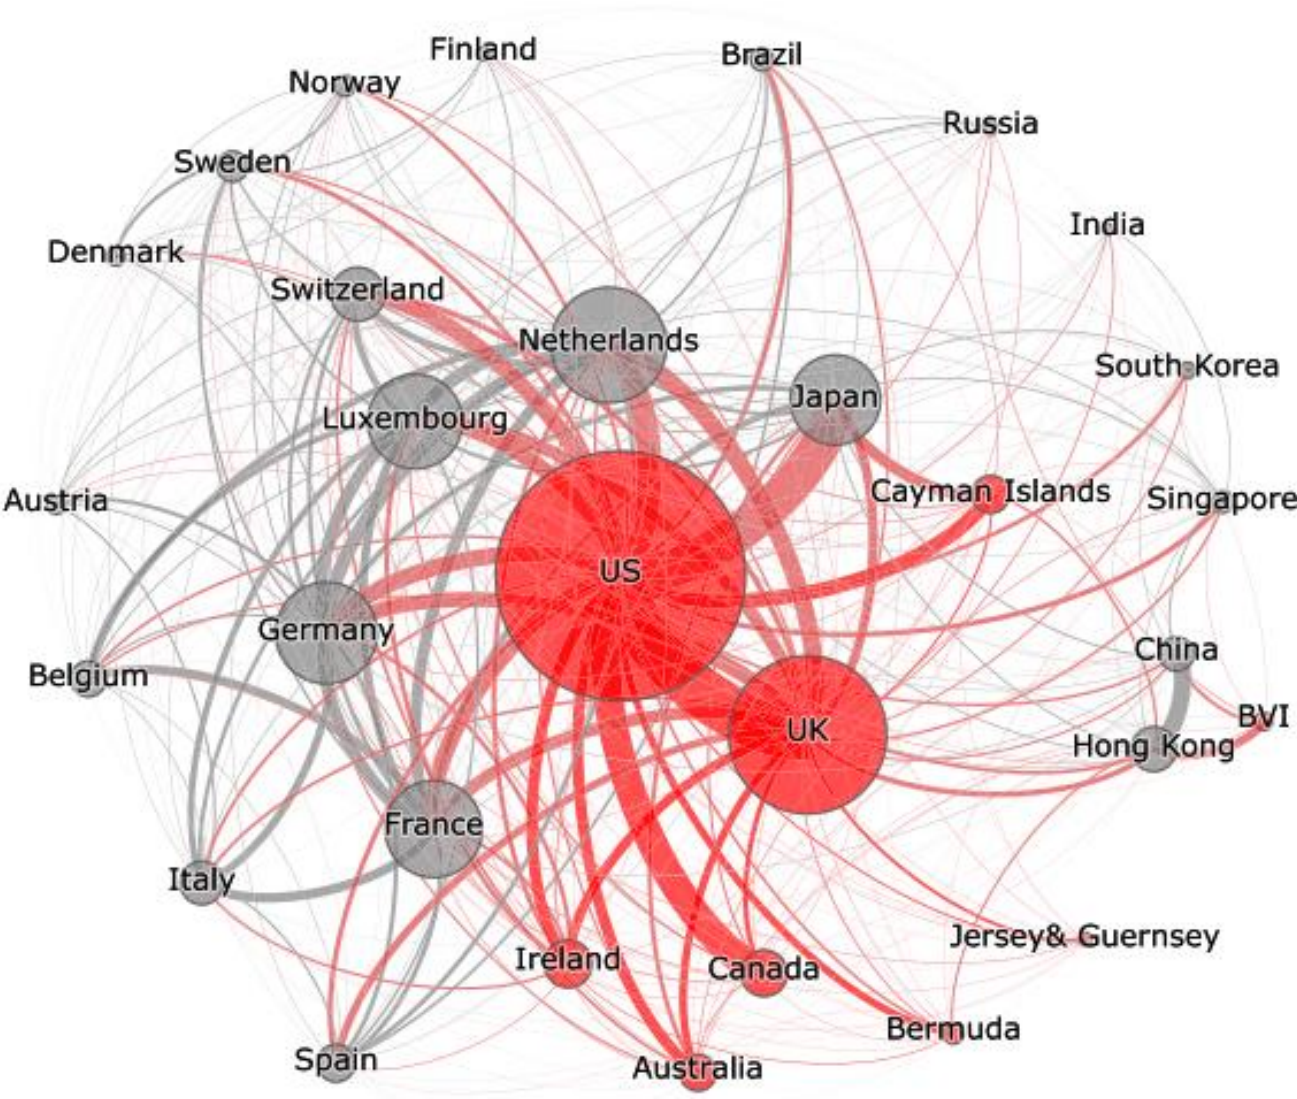 Finland
Brazil
Norway
Russia
Sweden
India
Denmark
Switzerland
Netherlands
South Korea
Japan
Luxembourg
Cayman Islands
Austria
Singapore
US
Germany
China
Belgium
BVI
UK
Hong Kong
France
Italy
Jersey& Guernsey
Ireland
Canada
Bermuda
Spain
Australia